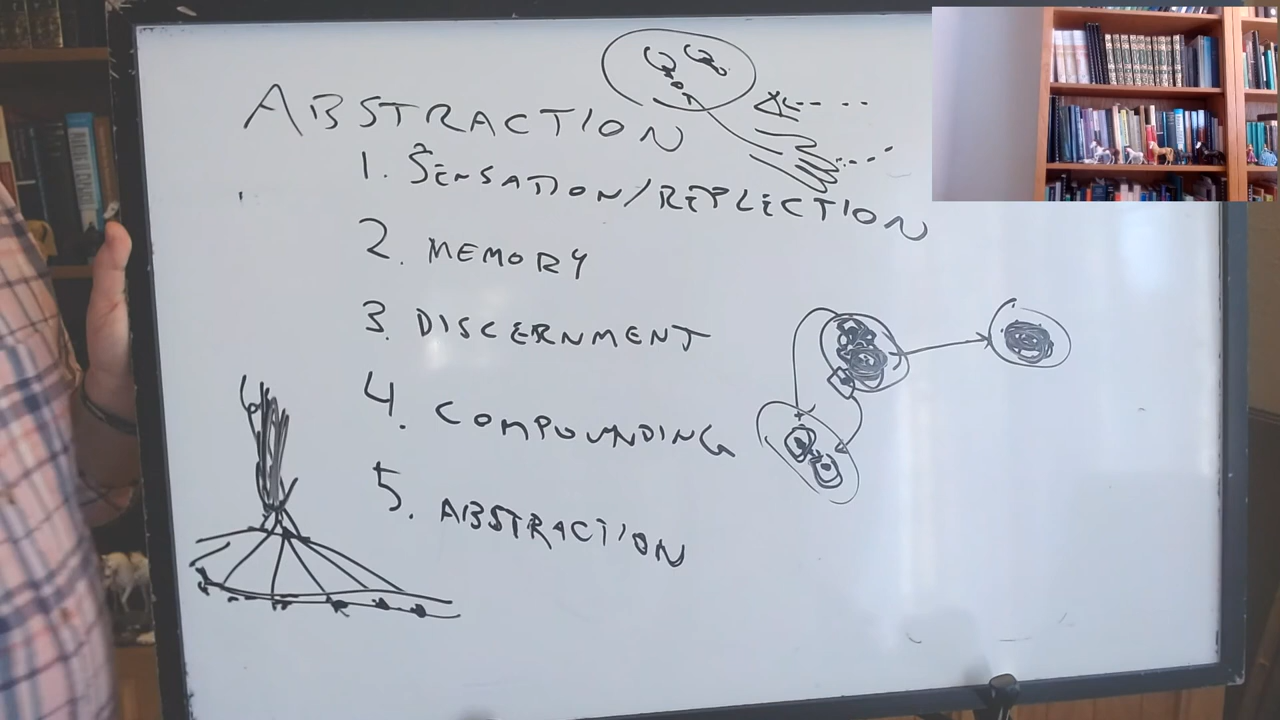 ABSTRACTION
1. SENSATION/REFLECTION
2. MEMORY
3. DISCERNMENT
4. COMPOUNDING
5. ABSTRACTION